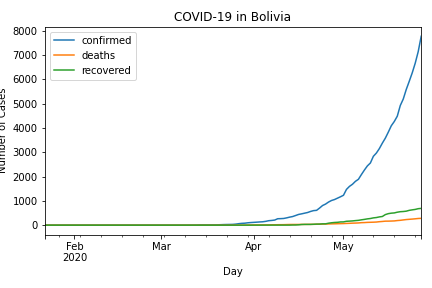 COVID-19 in Bolivia
confirmed
deaths
recovered
8000
7000
6000
5000
4000
3000
2000
1000
0
Number of Cases
Feb
2020
Mar
Apr
May
Day